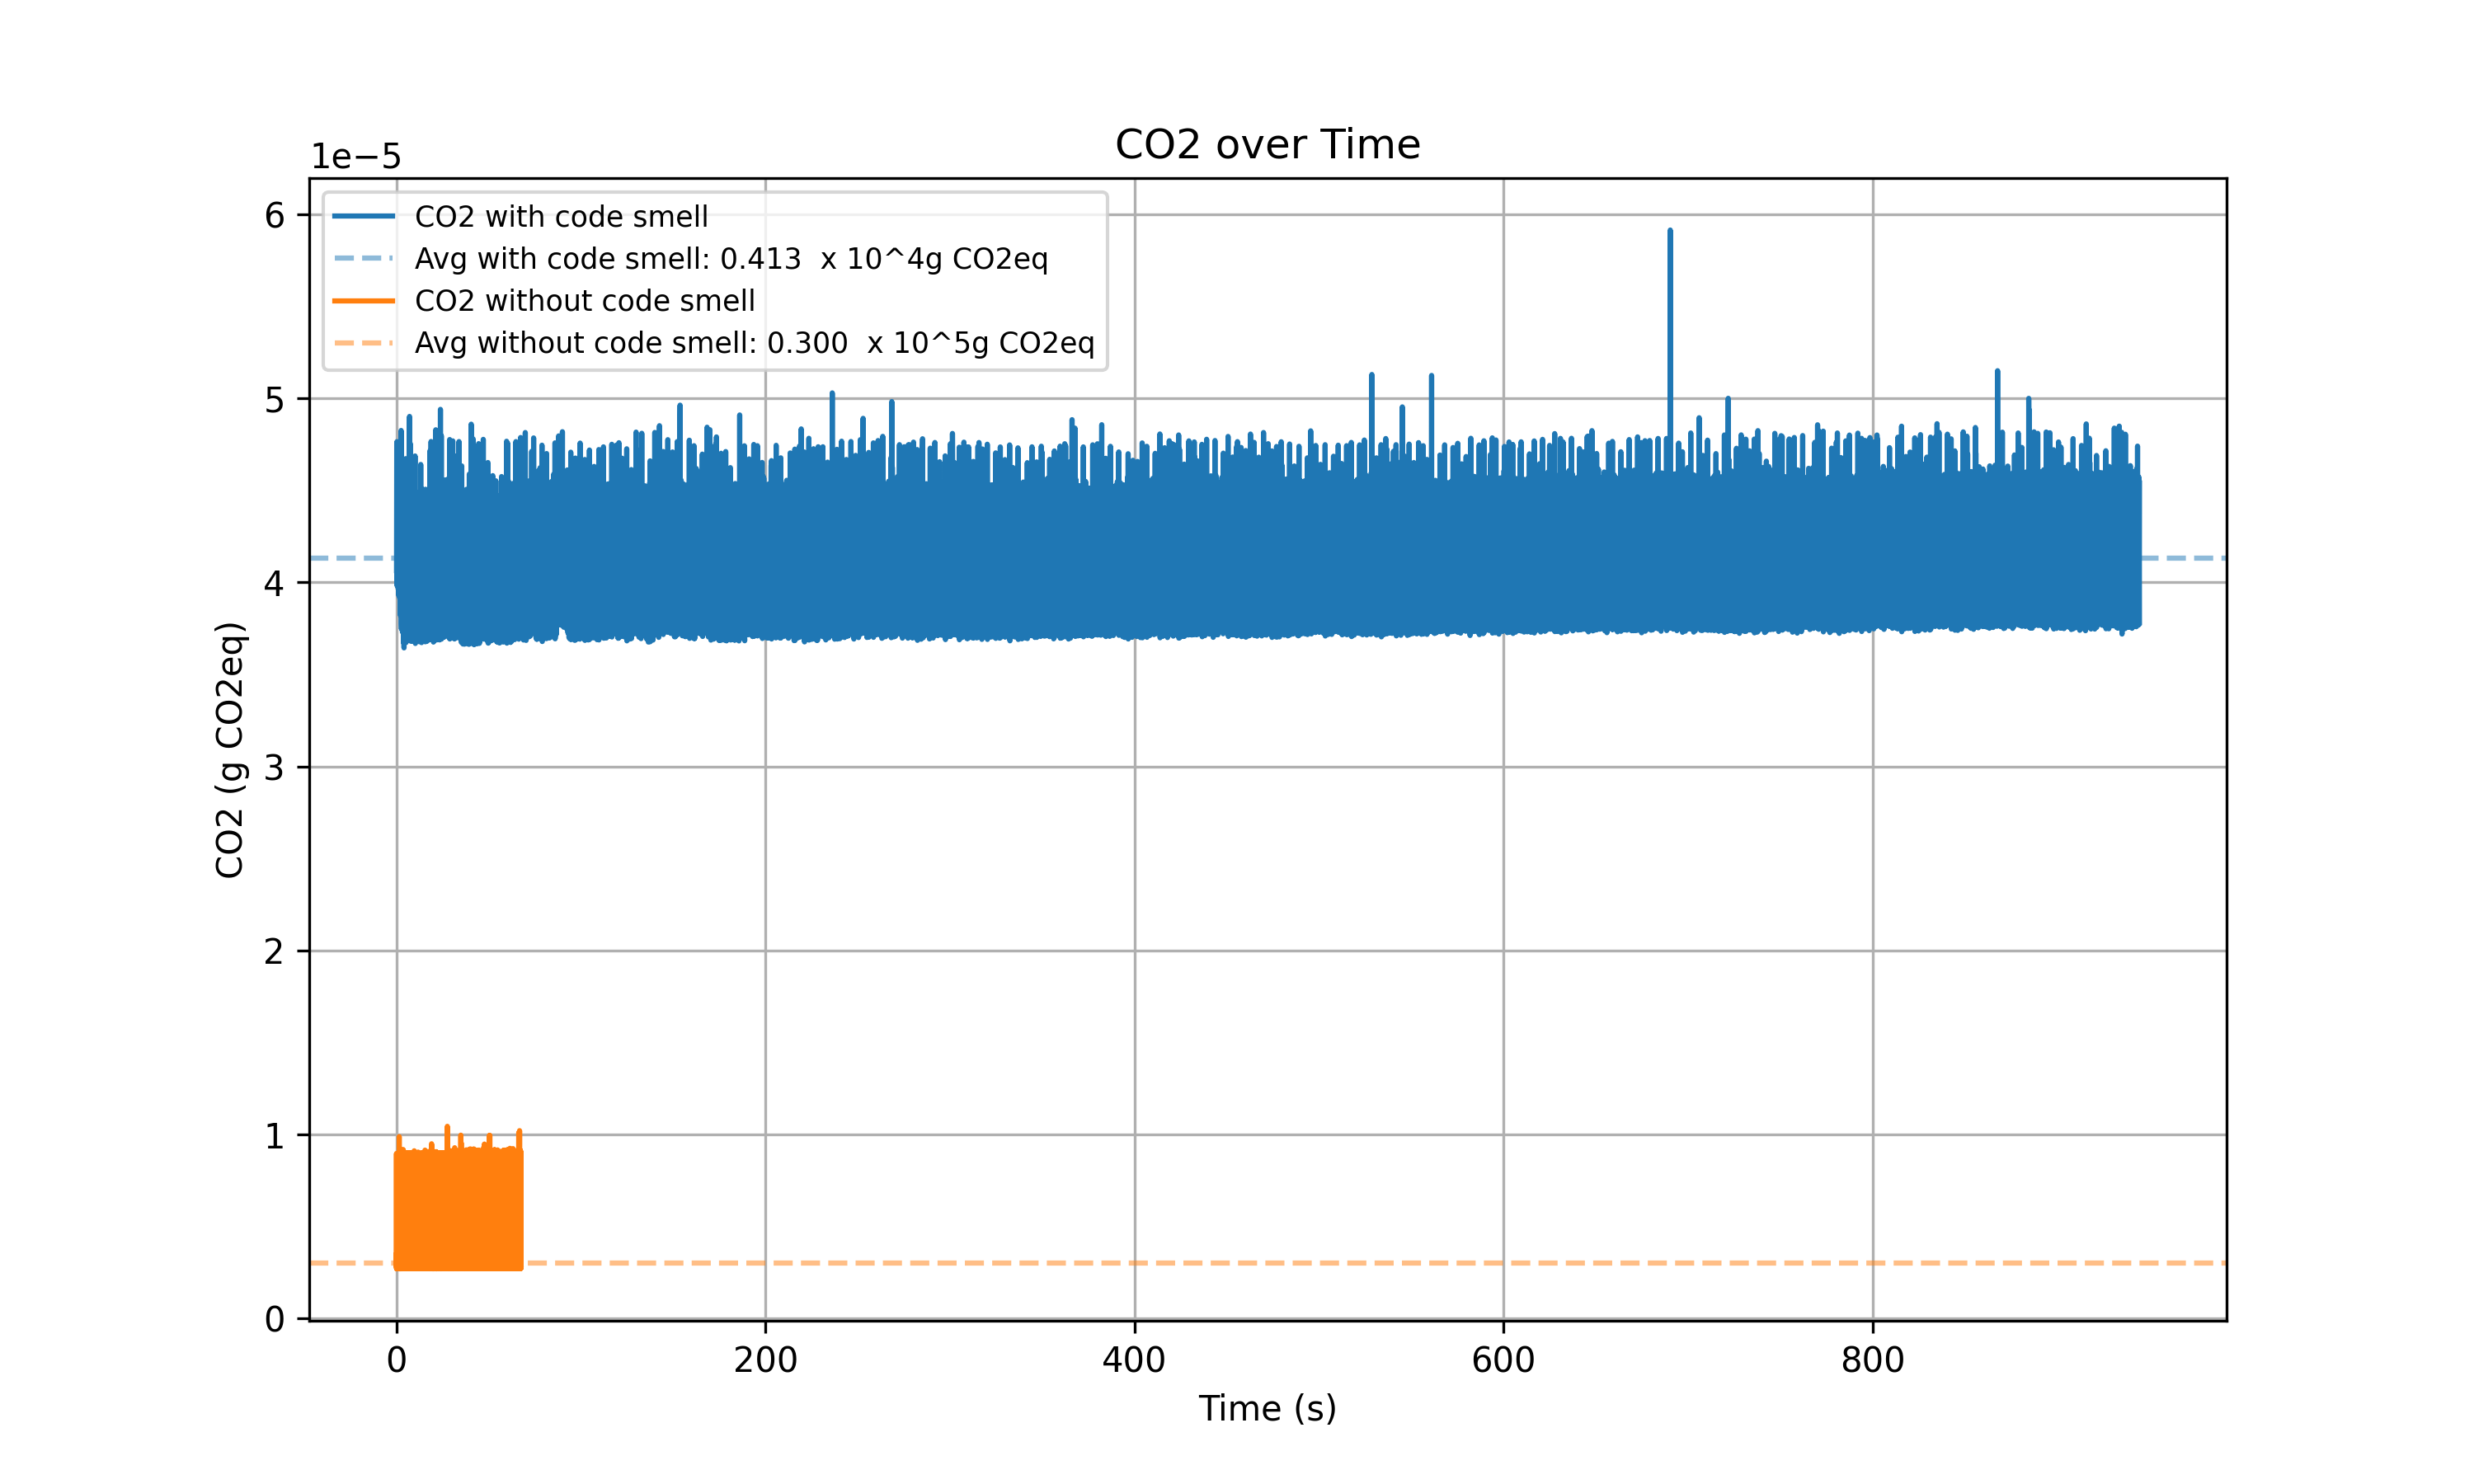 CO2 over Time
1e−5
CO2 with code smell
Avg with code smell: 0.413  x 10^4g CO2eq
CO2 without code smell
Avg without code smell: 0.300  x 10^5g CO2eq
6
5
4
3
2
1
0
CO2 (g CO2eq)
0 200 400 600 800
Time (s)